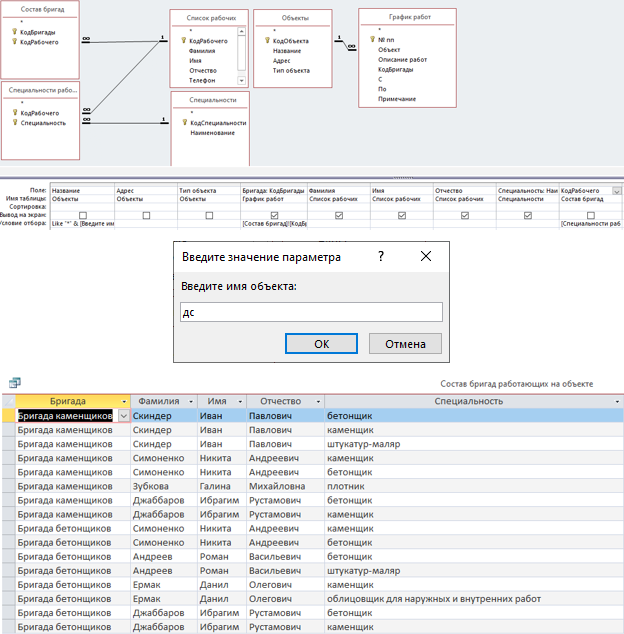 Состав бригад
*
КодБригады
КодРабочего
Список рабочих
*
КодРабочего
Фамилия
Имя
Отчество
Телефон
Объекты
*
КодОбъекта
Название
Адрес
Тип объекта
График работ
*
№ пп
Объект
Описание работ
КодБригады
С
По
Примечание
Специальности рабо...
*
КодРабочего
Специальность
Специальности
*
КодСпециальности
Наименование
1
1
1
Поле: Название Адрес Тип объекта Бригада: КодБригады Фамилия Имя Отчество Специальность: Наи КодРабочего
Имя таблицы: Объекты Объекты Объекты График работ Список рабочих Список рабочих Список рабочих Специальности Состав бригад
Сортировка:
Вывод на экран:
Условие отбора: Like "*" & [Введите им [Состав бригад]![КодБр [Специальности раб
Введите значение параметра ?
Введите имя объекта:
дс
ОК Отмена
Состав бригад работающих на объекте
Бригада Фамилия Имя Отчество Специальность
Бригада каменщиков Скиндер Иван Павлович бетонщик
Бригада каменщиков Скиндер Иван Павлович каменщик
Бригада каменщиков Скиндер Иван Павлович штукатур-маляр
Бригада каменщиков Симоненко Никита Андреевич каменщик
Бригада каменщиков Симоненко Никита Андреевич бетонщик
Бригада каменщиков Зубкова Галина Михайловна плотник
Бригада каменщиков Джаббаров Ибрагим Рустамович бетонщик
Бригада каменщиков Джаббаров Ибрагим Рустамович каменщик
Бригада бетонщиков Симоненко Никита Андреевич каменщик
Бригада бетонщиков Симоненко Никита Андреевич бетонщик
Бригада бетонщиков Андреев Роман Васильевич бетонщик
Бригада бетонщиков Андреев Роман Васильевич штукатур-маляр
Бригада бетонщиков Ермак Данил Олегович каменщик
Бригада бетонщиков Ермак Данил Олегович облицовщик для наружных и внутренних работ
Бригада бетонщиков Джаббаров Ибрагим Рустамович бетонщик
Бригада бетонщиков Джаббаров Ибрагим Рустамович каменщик